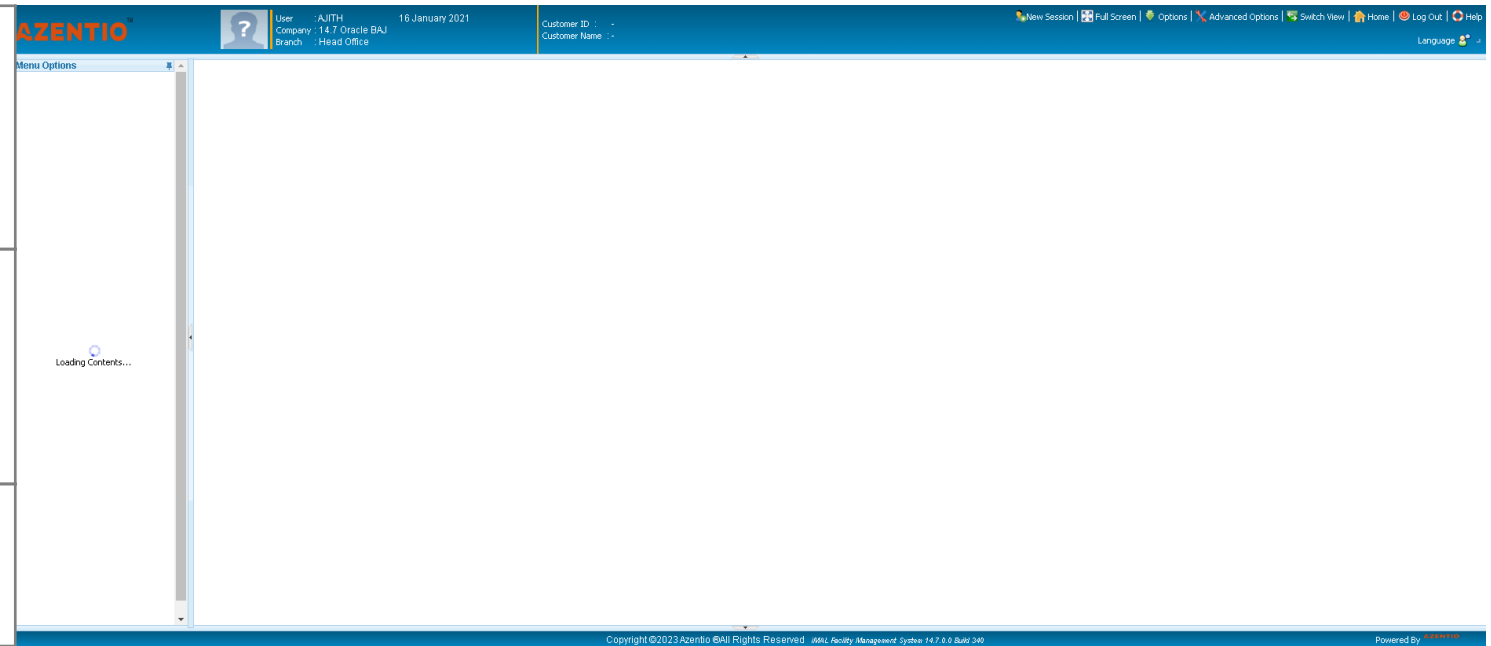 AZENTIO™
User : AJITH 16 January 2021
Company : 14.7 Oracle BAJ
Branch : Head Office
Customer ID : -
Customer Name : -
New Session | Full Screen | Options | Advanced Options | Switch View | Home | Log Out | Help
Language
Menu Options
?
Loading Contents...
Copyright ©2023 Azentio ®All Rights Reserved iMAL Facility Management System 14.7.0.0 Build 340
Powered By AZENTIO